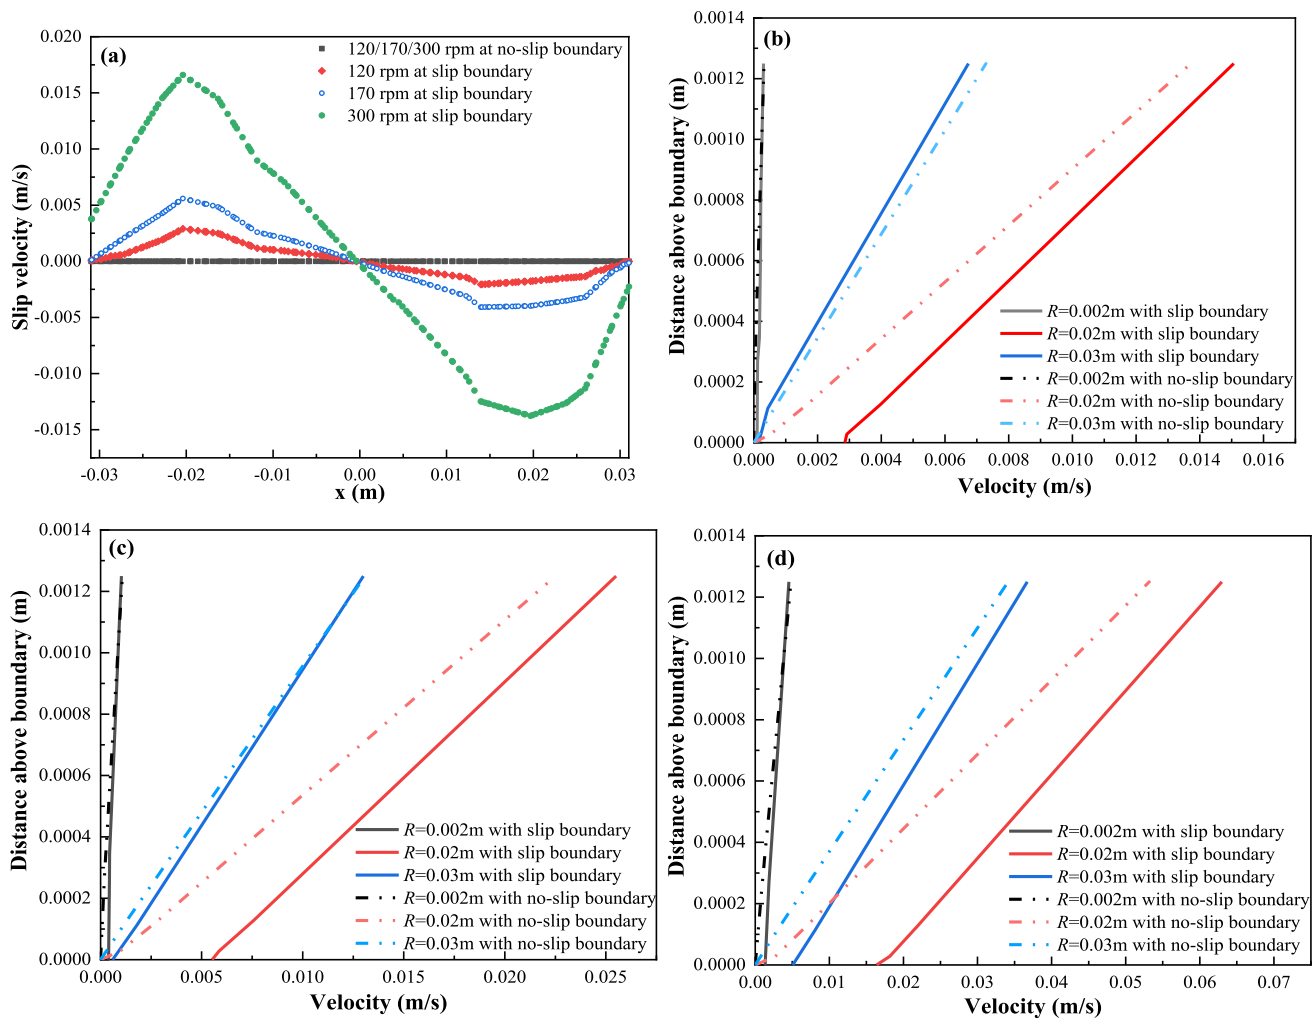 (a)
0.020
0.015
0.010
0.005
0.000
-0.005
-0.010
-0.015
Slip velocity (m/s)
120/170/300 rpm at no-slip boundary
120 rpm at slip boundary
170 rpm at slip boundary
300 rpm at slip boundary
-0.03 -0.02 -0.01 0.00 0.01 0.02 0.03
x (m)
(b)
0.0014
0.0012
0.0010
0.0008
0.0006
0.0004
0.0002
0.0000
Distance above boundary (m)
R=0.002m with slip boundary
R=0.02m with slip boundary
R=0.03m with slip boundary
R=0.002m with no-slip boundary
R=0.02m with no-slip boundary
R=0.03m with no-slip boundary
0.000 0.002 0.004 0.006 0.008 0.010 0.012 0.014 0.016
Velocity (m/s)
(c)
0.0014
0.0012
0.0010
0.0008
0.0006
0.0004
0.0002
0.0000
Distance above boundary (m)
R=0.002m with slip boundary
R=0.02m with slip boundary
R=0.03m with slip boundary
R=0.002m with no-slip boundary
R=0.02m with no-slip boundary
R=0.03m with no-slip boundary
0.000 0.005 0.010 0.015 0.020 0.025
Velocity (m/s)
(d)
0.0014
0.0012
0.0010
0.0008
0.0006
0.0004
0.0002
0.0000
Distance above boundary (m)
R=0.002m with slip boundary
R=0.02m with slip boundary
R=0.03m with slip boundary
R=0.002m with no-slip boundary
R=0.02m with no-slip boundary
R=0.03m with no-slip boundary
0.00 0.01 0.02 0.03 0.04 0.05 0.06 0.07
Velocity (m/s)